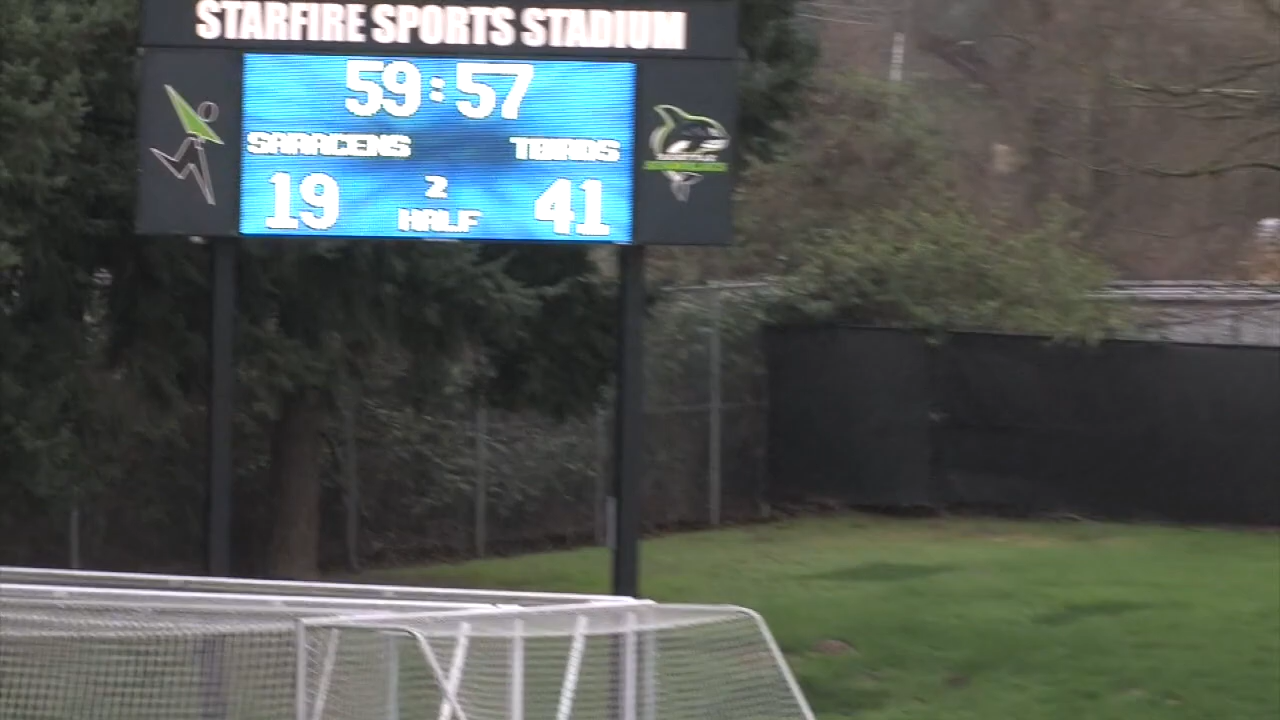 STARFIRE SPORTS STADIUM
59:57
SARACENS TBIRDS
19 2 41
HALF